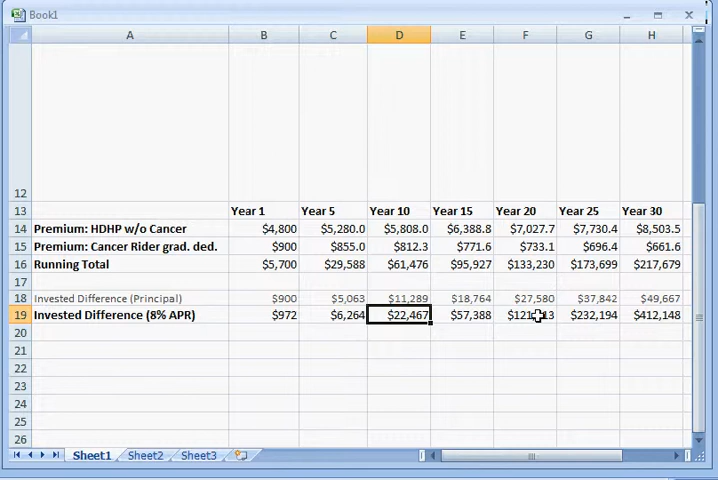 Book1
A B C D E F G H
12
13 Year 1 Year 5 Year 10 Year 15 Year 20 Year 25 Year 30
14 Premium: HDHP w/o Cancer $4,800 $5,280.0 $5,808.0 $6,388.8 $7,027.7 $7,730.4 $8,503.5
15 Premium: Cancer Rider grad. ded. $900 $855.0 $812.3 $771.6 $733.1 $696.4 $661.6
16 Running Total $5,700 $29,588 $61,476 $95,927 $133,230 $173,699 $217,679
17
18 Invested Difference (Principal) $900 $5,063 $11,289 $18,764 $27,580 $37,842 $49,667
19 Invested Difference (8% APR) $972 $6,264 $22,467 $57,388 $232,194 $412,148
20
21
22
23
24
25
26
Sheet1 Sheet2 Sheet3